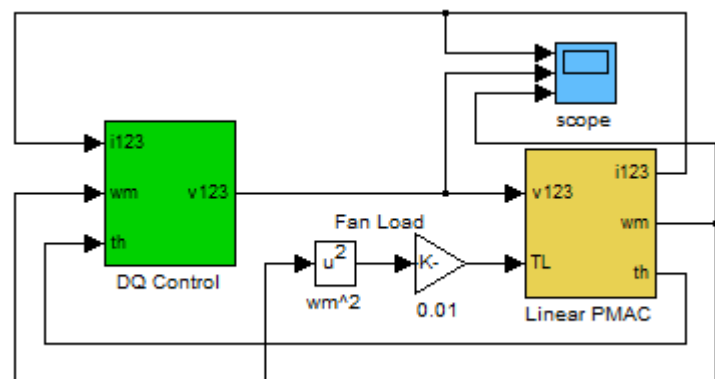 scope
i123
wm
th
v123
DQ Control
Fan Load
u2
wm^2
K-
0.01
v123
TL
i123
wm
th
Linear PMAC